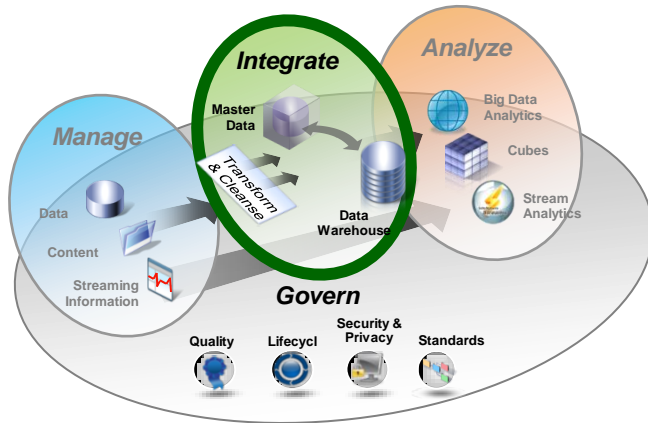 Analyze
Integrate
Manage
Master
Data
Big Data
Analytics
Cubes
Transform
& Cleanse
Data
Content
Streaming
Information
Data
Warehouse
Stream
Analytics
Govern
Quality
Lifecycl
Security &
Privacy
Standards